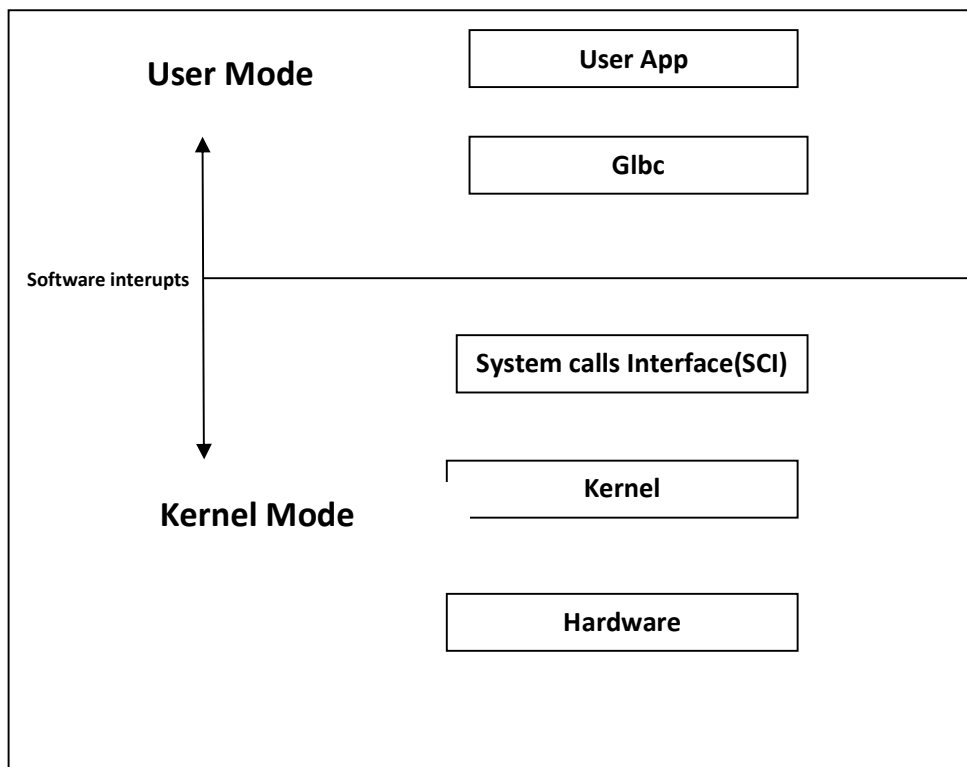 User App
User Mode
Glbc
Software interupts
System calls Interface(SCI)
Kernel
Kernel Mode
Hardware